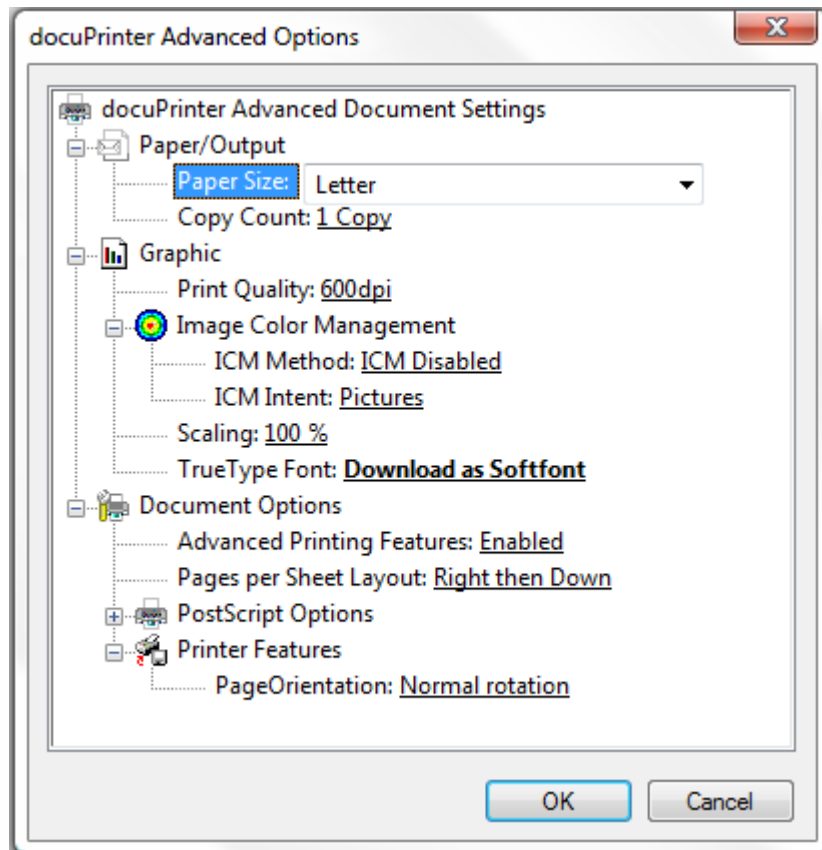 docuPrinter Advanced Options
docuPrinter Advanced Document Settings
Paper/Output
Paper Size: Letter
Copy Count: 1 Copy
Graphic
Print Quality: 600dpi
Image Color Management
ICM Method: ICM Disabled
ICM Intent: Pictures
Scaling: 100 %
TrueType Font: Download as Softfont
Document Options
Advanced Printing Features: Enabled
Pages per Sheet Layout: Right then Down
PostScript Options
Printer Features
PageOrientation: Normal rotation
OK Cancel